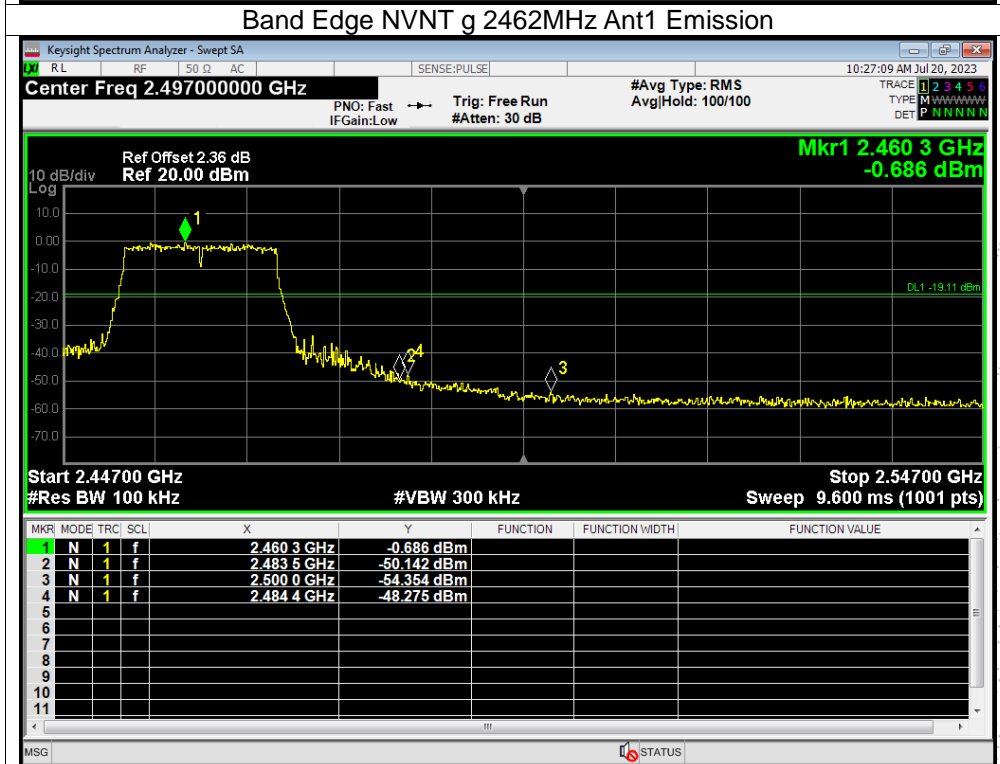 Band Edge NVNT g 2462MHz Ant1 Emission
Keysight Spectrum Analyzer - Swept SA
LXI RL RF 50 Ω AC SENSE:PULSE 10:27:09 AM Jul 20, 2023
Center Freq 2.497000000 GHz #Avg Type: RMS TRACE 1 2 3 4 5 6
PNO: Fast Trig: Free Run Avg|Hold: 100/100 TYPE M WWWWW
IFGain:Low #Atten: 30 dB DET P N N N N N
Mkr1 2.460 3 GHz
-0.686 dBm
Ref Offset 2.36 dB
10 dB/div Ref 20.00 dBm
Log
10.0
1
0.00
-10.0
DL1 -19.11 dBm
-20.0
-30.0
-40.0
2 4
3
-50.0
-60.0
-70.0
Start 2.44700 GHz Stop 2.54700 GHz
#Res BW 100 kHz #VBW 300 kHz Sweep 9.600 ms (1001 pts)
MKR MODE TRC SCL X Y FUNCTION FUNCTION WIDTH FUNCTION VALUE
1 N 1 f 2.460 3 GHz -0.686 dBm
2 N 1 f 2.483 5 GHz -50.142 dBm
3 N 1 f 2.500 0 GHz -54.354 dBm
4 N 1 f 2.484 4 GHz -48.275 dBm
5
6
7
8
9
10
11
MSG STATUS